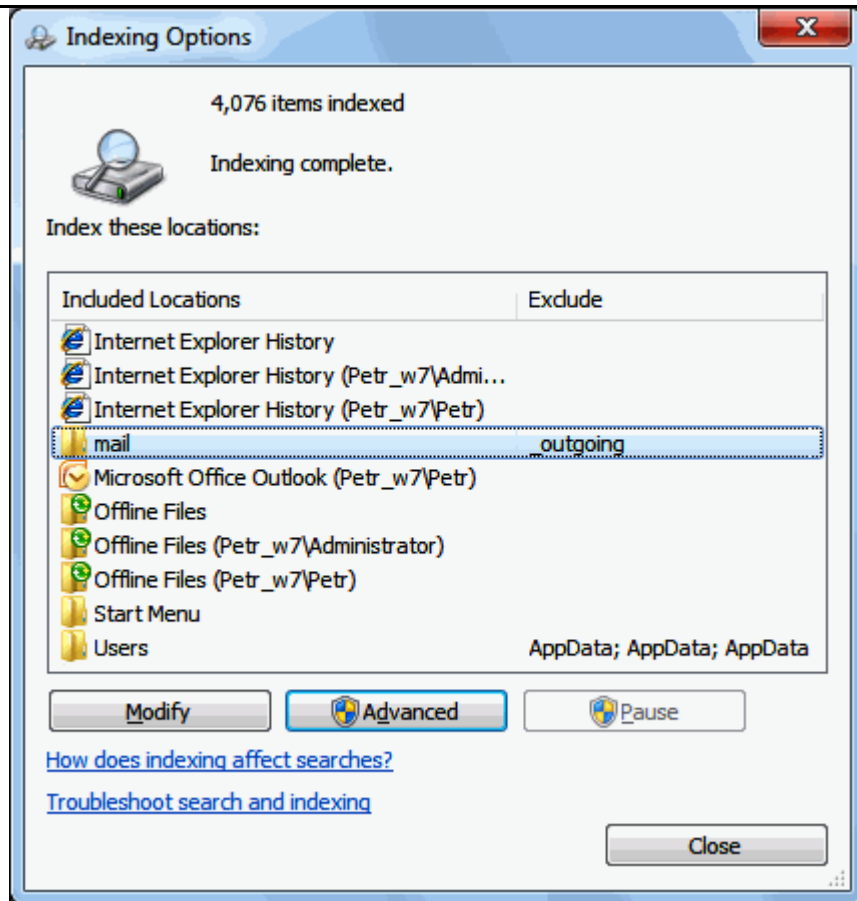 Indexing Options
4,076 items indexed
Indexing complete.
Index these locations:
Included Locations Exclude
Internet Explorer History
Internet Explorer History (Petr_w7\Admi...
Internet Explorer History (Petr_w7\Petr)
mail _outgoing
Microsoft Office Outlook (Petr_w7\Petr)
Offline Files
Offline Files (Petr_w7\Administrator)
Offline Files (Petr_w7\Petr)
Start Menu
Users AppData; AppData; AppData
Modify Advanced Pause
How does indexing affect searches?
Troubleshoot search and indexing
Close